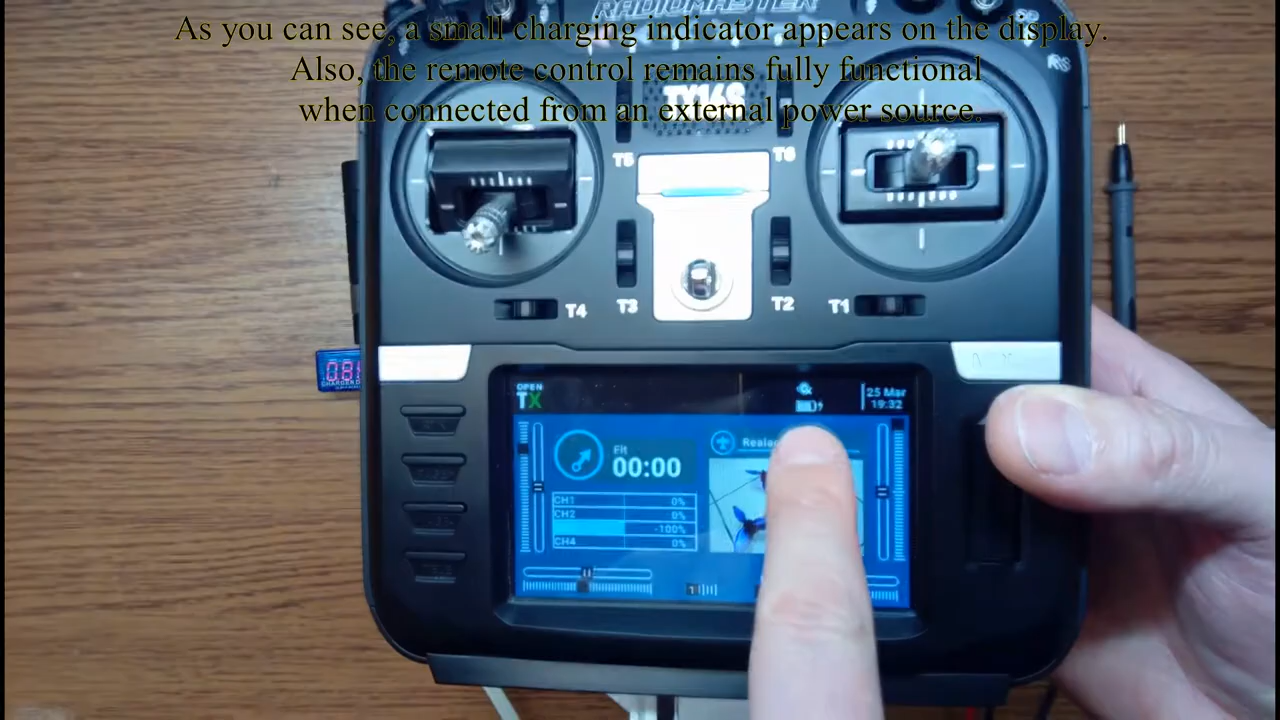 RADIOMASTER
As you can see, a small charging indicator appears on the display.
Also, the remote control remains fully functional
when connected from an external power source.
TX16S
T5
T6
T4
T3
T2
T1
OPEN
TX
25 Mar
19:32
Flt
00:00
CH1 0%
CH2 0%
-100%
CH4 0%